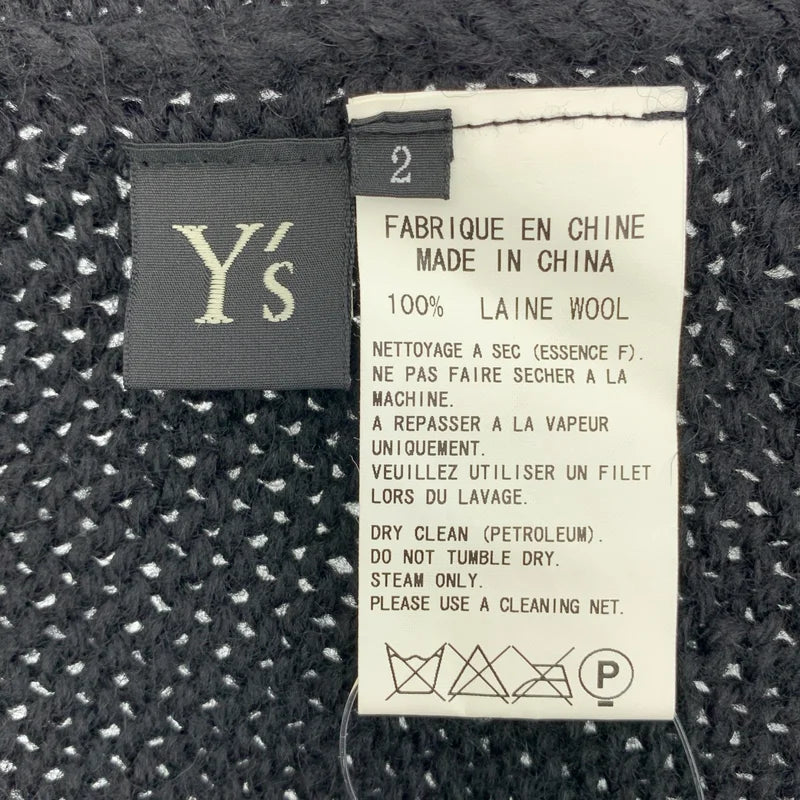 Y's
2
FABRIQUE EN CHINE
MADE IN CHINA
100% LAINE WOOL
NETTOYAGE A SEC (ESSENCE F).
NE PAS FAIRE SECHER A LA
MACHINE.
A REPASSER A LA VAPEUR
UNIQUEMENT.
VEUILLEZ UTILISER UN FILET
LORS DU LAVAGE.
DRY CLEAN (PETROLEUM).
DO NOT TUMBLE DRY.
STEAM ONLY.
PLEASE USE A CLEANING NET.
P